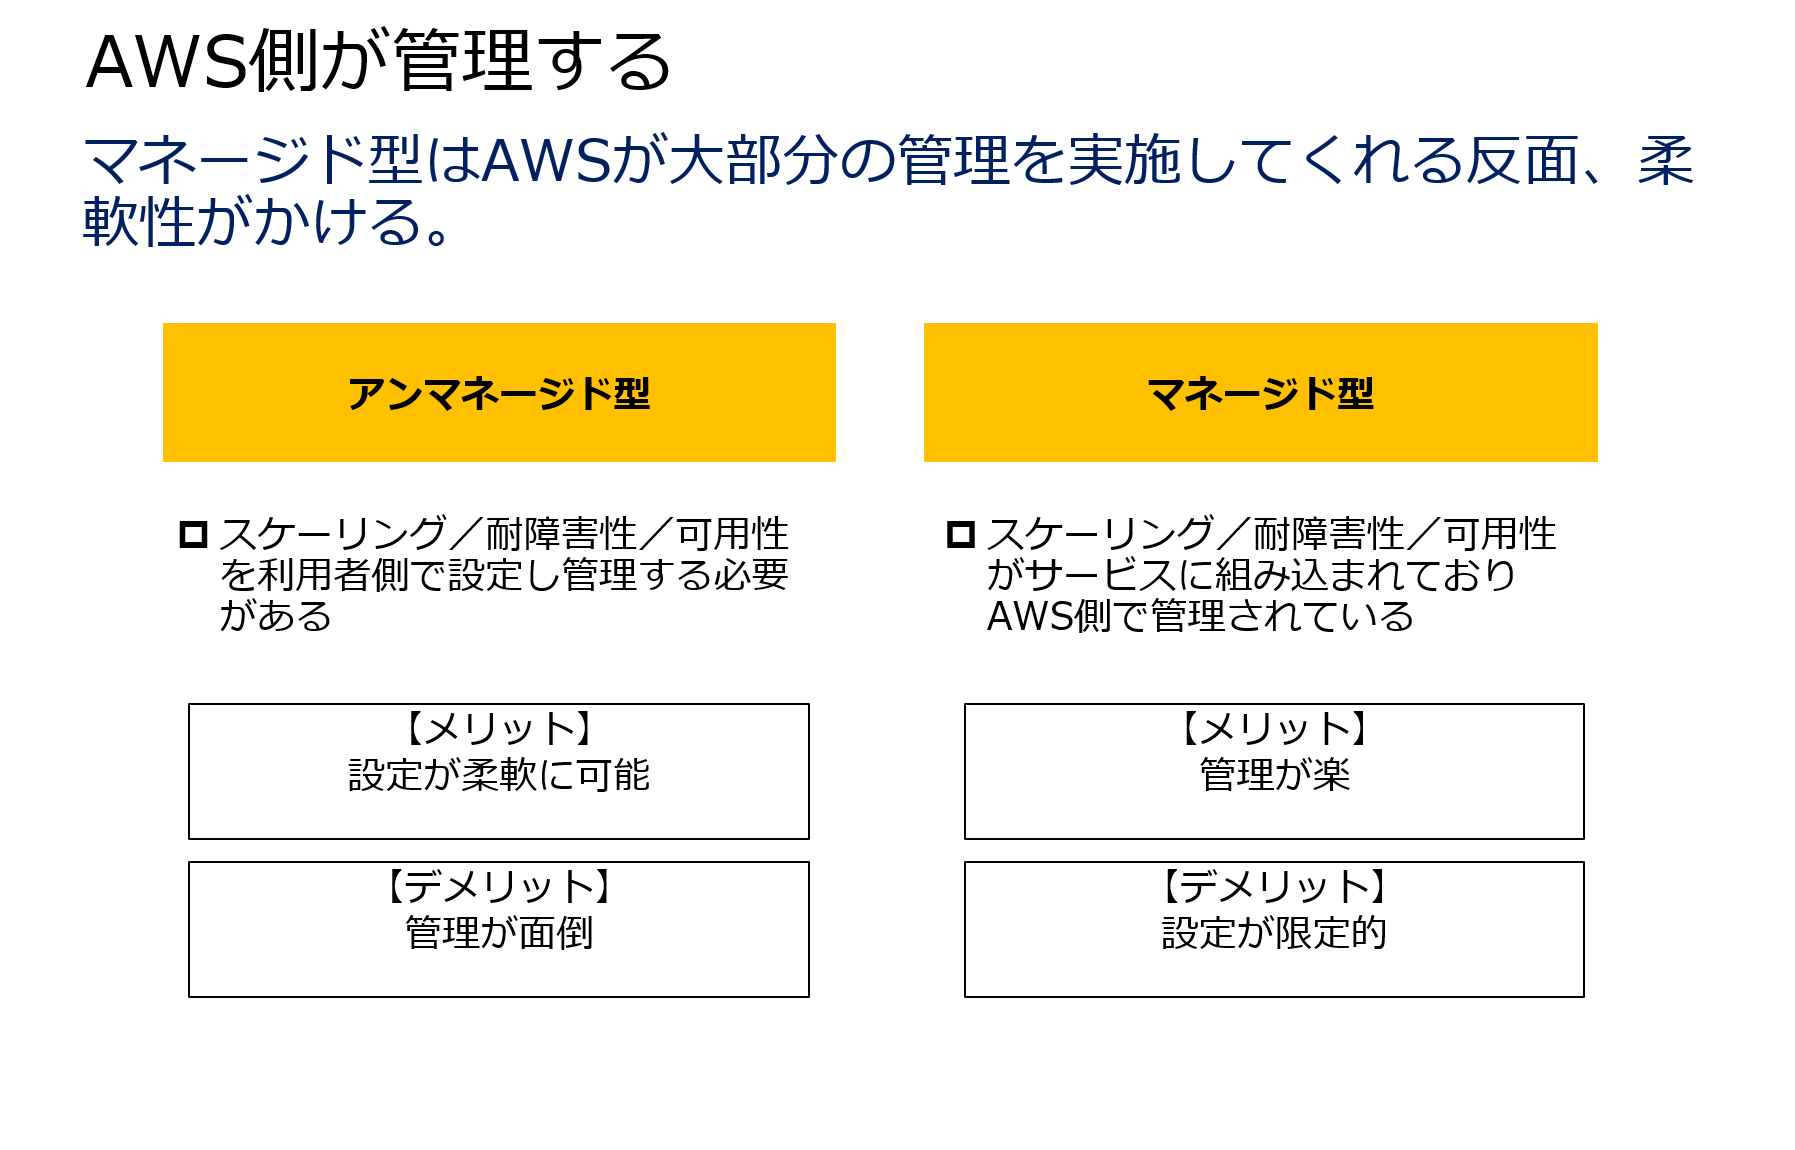 AWS側が管理する
マネージド型はAWSが大部分の管理を実施してくれる反面、柔
軟性がかける。
アンマネージド型
スケーリング／耐障害性／可用性
を利用者側で設定し管理する必要
がある
【メリット】
設定が柔軟に可能
【デメリット】
管理が面倒
マネージド型
スケーリング／耐障害性／可用性
がサービスに組み込まれており
AWS側で管理されている
【メリット】
管理が楽
【デメリット】
設定が限定的